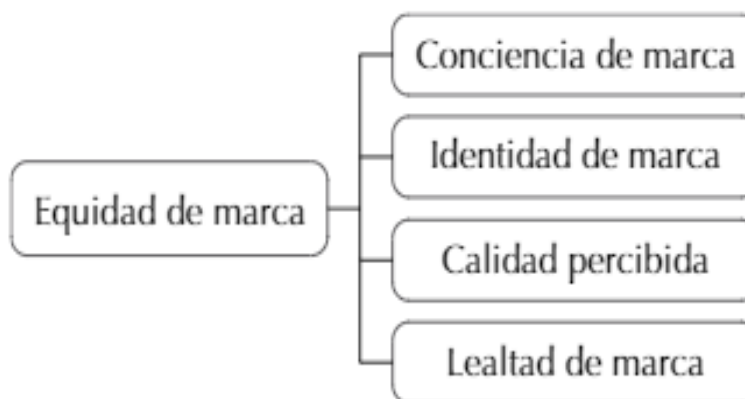 Conciencia de marca
Identidad de marca
Equidad de marca
Calidad percibida
Lealtad de marca